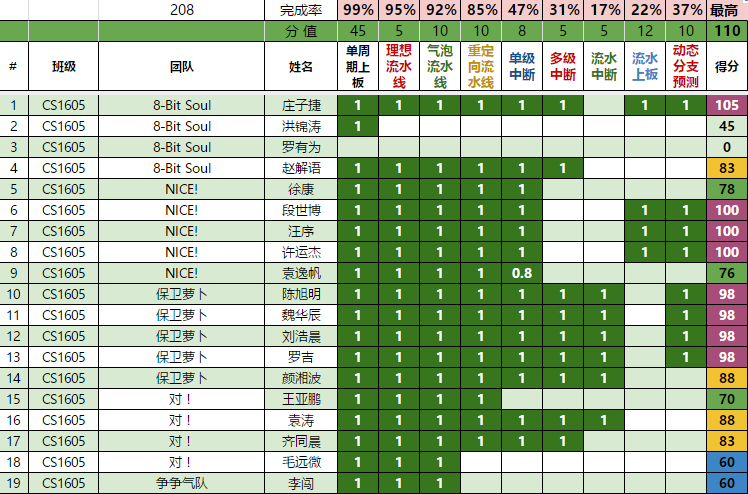 208 完成率 99% 95% 92% 85% 47% 31% 17% 22% 37% 最高
分 值 45 5 10 10 8 5 5 12 10 110
# 班级 团队 姓名 单周期上板 理想流水线 气泡流水线 重定向流水线 单级中断 多级中断 流水中断 流水上板 动态分支预测 得分
1 CS1605 8-Bit Soul 庄子捷 1 1 1 1 1 1 1 1 105
2 CS1605 8-Bit Soul 洪锦涛 1 45
3 CS1605 8-Bit Soul 罗有为 0
4 CS1605 8-Bit Soul 赵解语 1 1 1 1 1 1 83
5 CS1605 NICE! 徐康 1 1 1 1 1 78
6 CS1605 NICE! 段世博 1 1 1 1 1 1 1 100
7 CS1605 NICE! 汪序 1 1 1 1 1 1 1 100
8 CS1605 NICE! 许运杰 1 1 1 1 1 1 1 100
9 CS1605 NICE! 袁逸帆 1 1 1 1 0.8 76
10 CS1605 保卫萝卜 陈旭明 1 1 1 1 1 1 1 1 98
11 CS1605 保卫萝卜 魏华辰 1 1 1 1 1 1 1 1 98
12 CS1605 保卫萝卜 刘浩晨 1 1 1 1 1 1 1 1 98
13 CS1605 保卫萝卜 罗吉 1 1 1 1 1 1 1 1 98
14 CS1605 保卫萝卜 颜湘波 1 1 1 1 1 1 1 88
15 CS1605 对！ 王亚鹏 1 1 1 1 70
16 CS1605 对！ 袁涛 1 1 1 1 1 1 1 88
17 CS1605 对！ 齐同晨 1 1 1 1 1 1 83
18 CS1605 对！ 毛远微 1 1 1 60
19 CS1605 争争气队 李闯 1 1 1 60